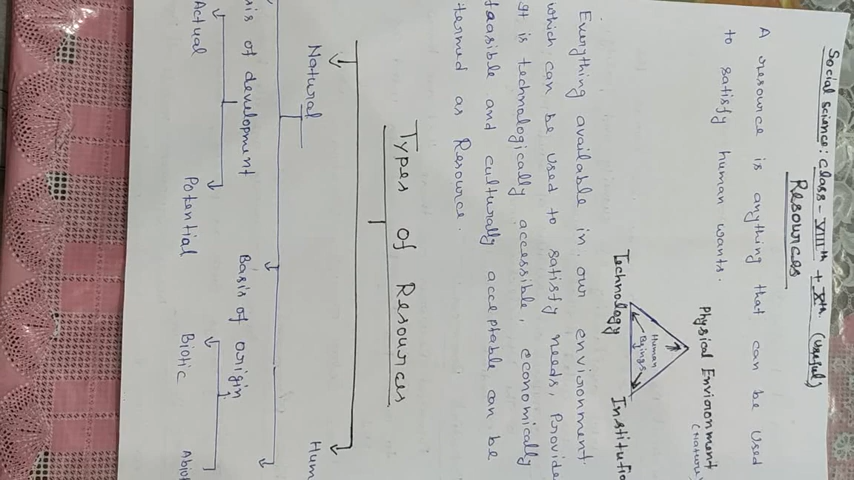 Social science: class - VIIIth + Xth (useful)
Resources
A resource is anything that can be used
to satisfy human wants.
Physical Environment
(Nature)
Human
Beings
Technology Institutio
Everything available in our environment
which can be used to satisfy needs, Provide
It is technologically accessible, economically
feasible and culturally acceptable can be
termed as Resource.
Types of Resources
Natural Hum
sis of development Basis of origin
Actual Potential Biotic Abiot